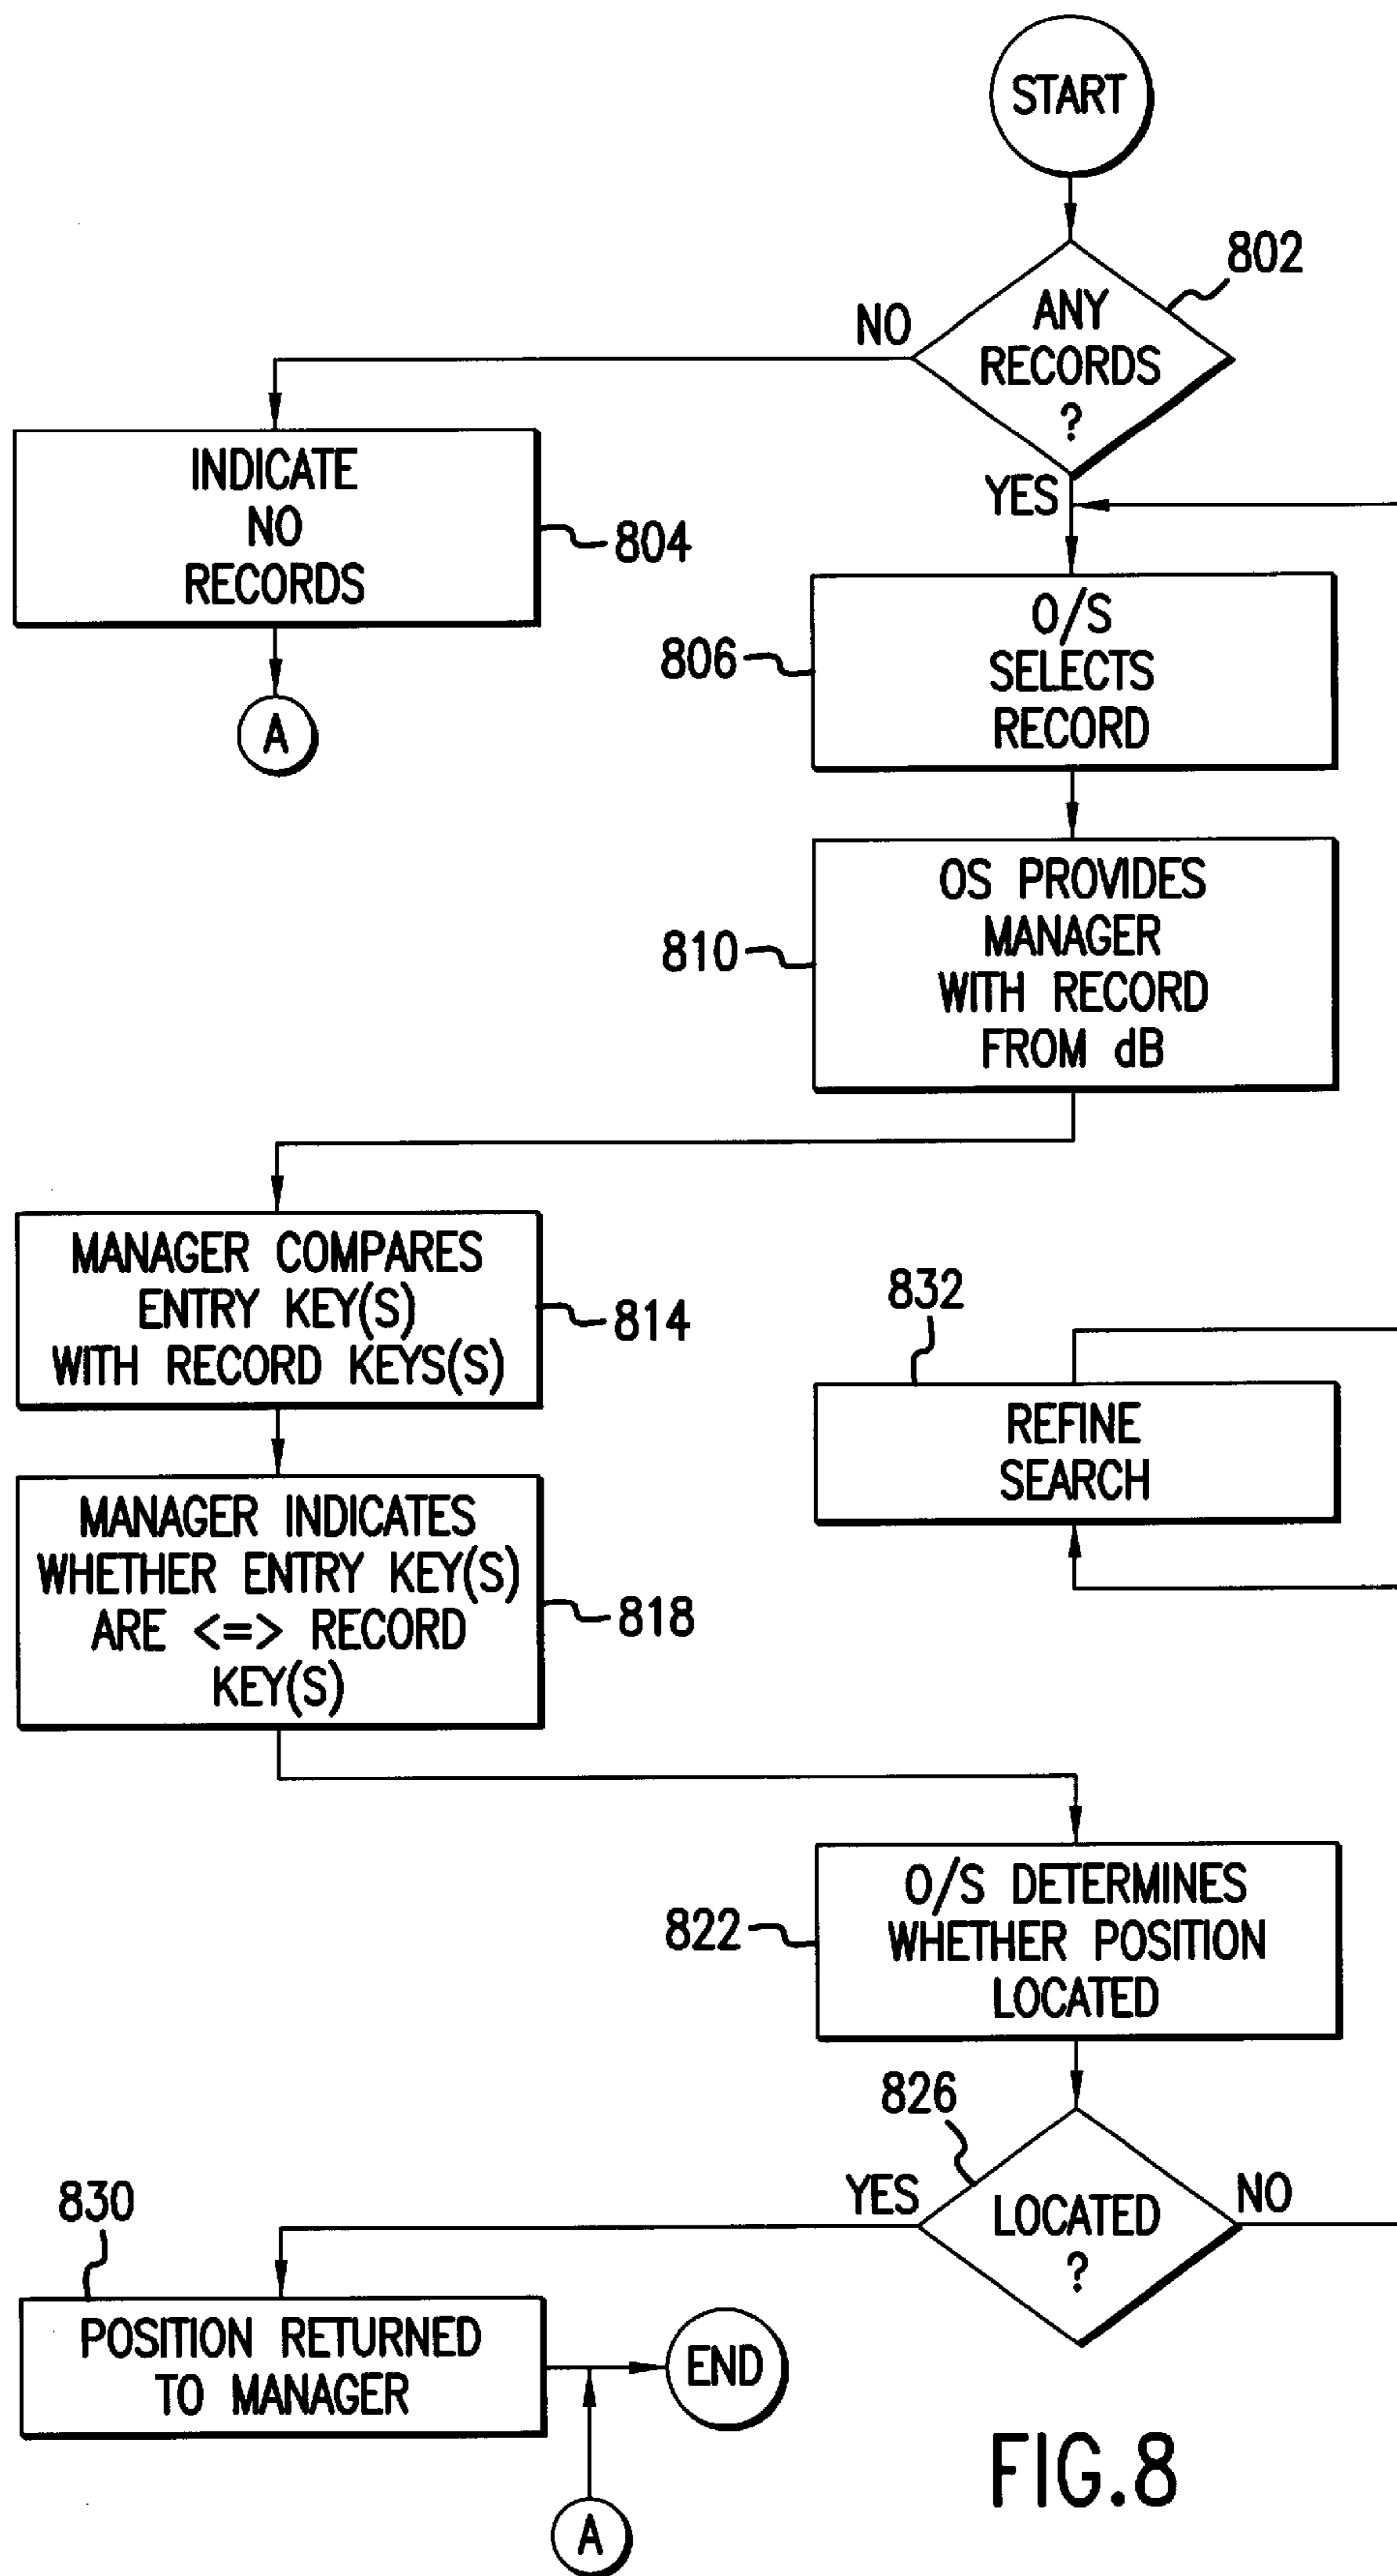 START
802
ANY
RECORDS
?
NO
YES
INDICATE
NO
RECORDS
804
A
O/S
SELECTS
RECORD
806
OS PROVIDES
MANAGER
WITH RECORD
FROM dB
810
MANAGER COMPARES
ENTRY KEY(S)
WITH RECORD KEYS(S)
814
832
REFINE
SEARCH
MANAGER INDICATES
WHETHER ENTRY KEY(S)
ARE <=> RECORD
KEY(S)
818
O/S DETERMINES
WHETHER POSITION
LOCATED
822
826
LOCATED
?
YES
NO
830
POSITION RETURNED
TO MANAGER
END
A
FIG.8